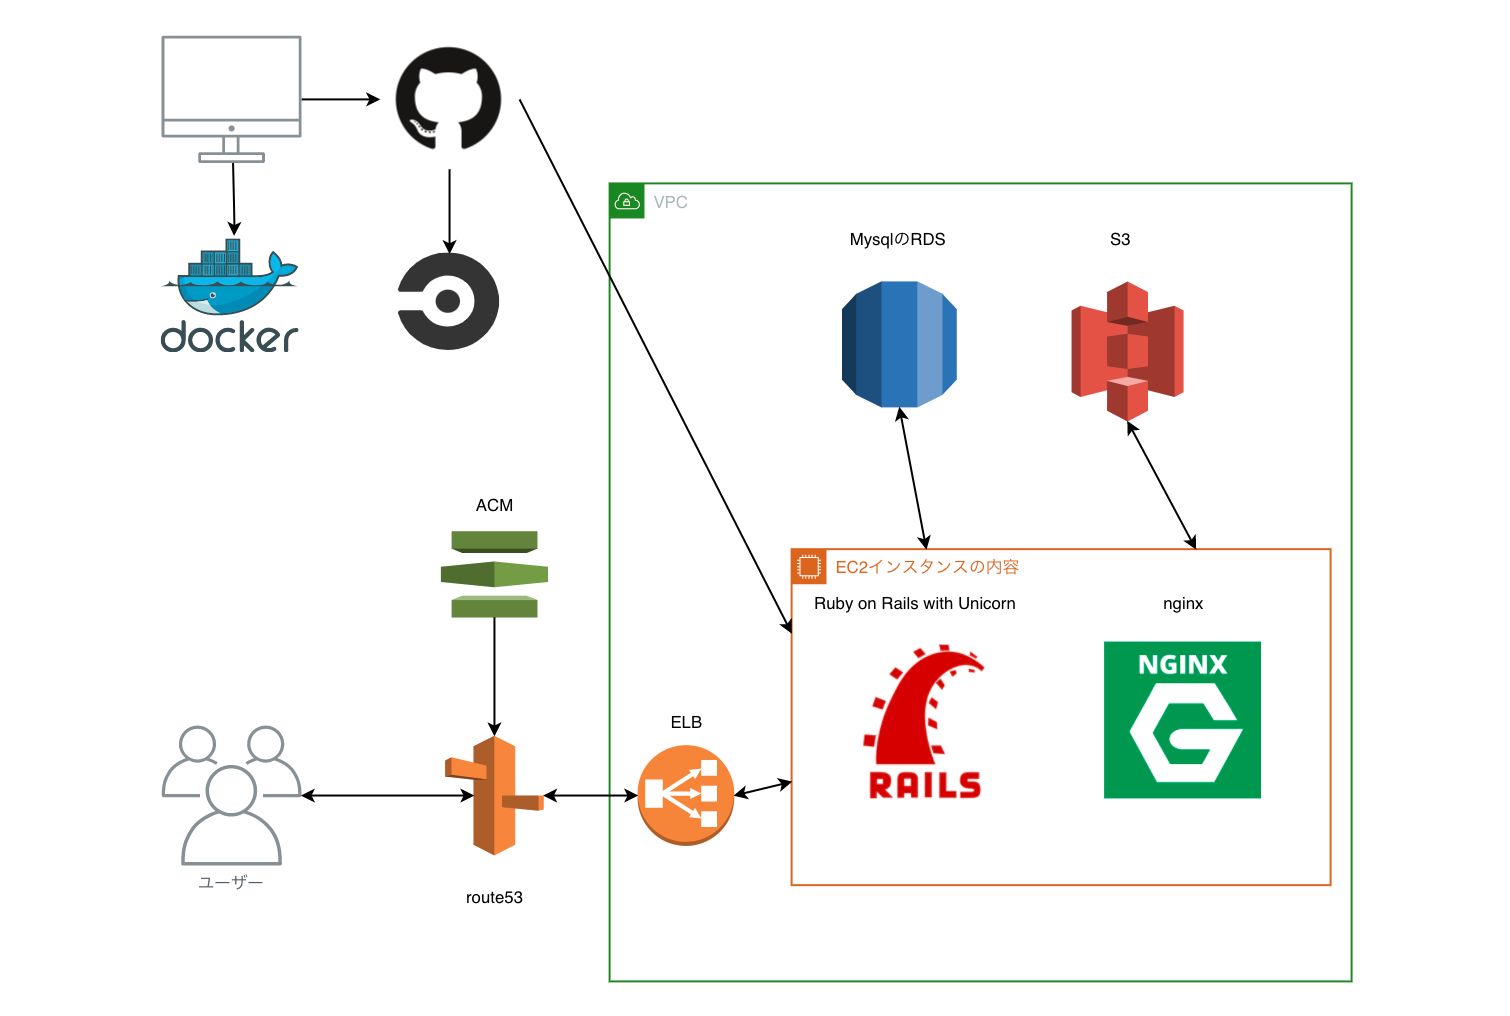 docker
VPC
MysqlのRDS
S3
ACM
EC2インスタンスの内容
Ruby on Rails with Unicorn
nginx
NGINX
RAILS
ELB
ユーザー
route53